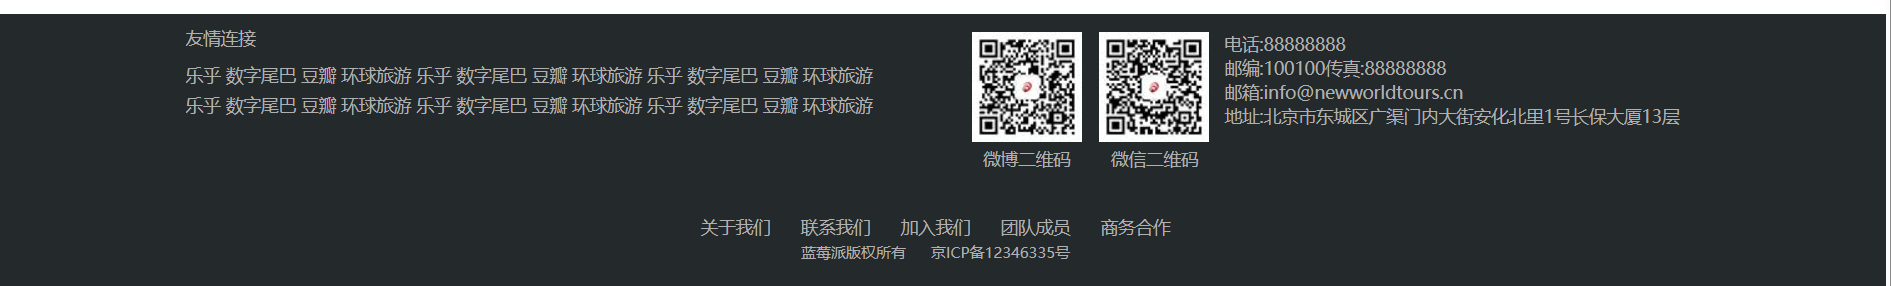 友情连接
乐乎 数字尾巴 豆瓣 环球旅游 乐乎 数字尾巴 豆瓣 环球旅游 乐乎 数字尾巴 豆瓣 环球旅游
乐乎 数字尾巴 豆瓣 环球旅游 乐乎 数字尾巴 豆瓣 环球旅游 乐乎 数字尾巴 豆瓣 环球旅游
微博二维码
微信二维码
电话:88888888
邮编:100100传真:88888888
邮箱:info@newworldtours.cn
地址:北京市东城区广渠门内大街安化北里1号长保大厦13层
关于我们 联系我们 加入我们 团队成员 商务合作
蓝莓派版权所有 京ICP备12346335号